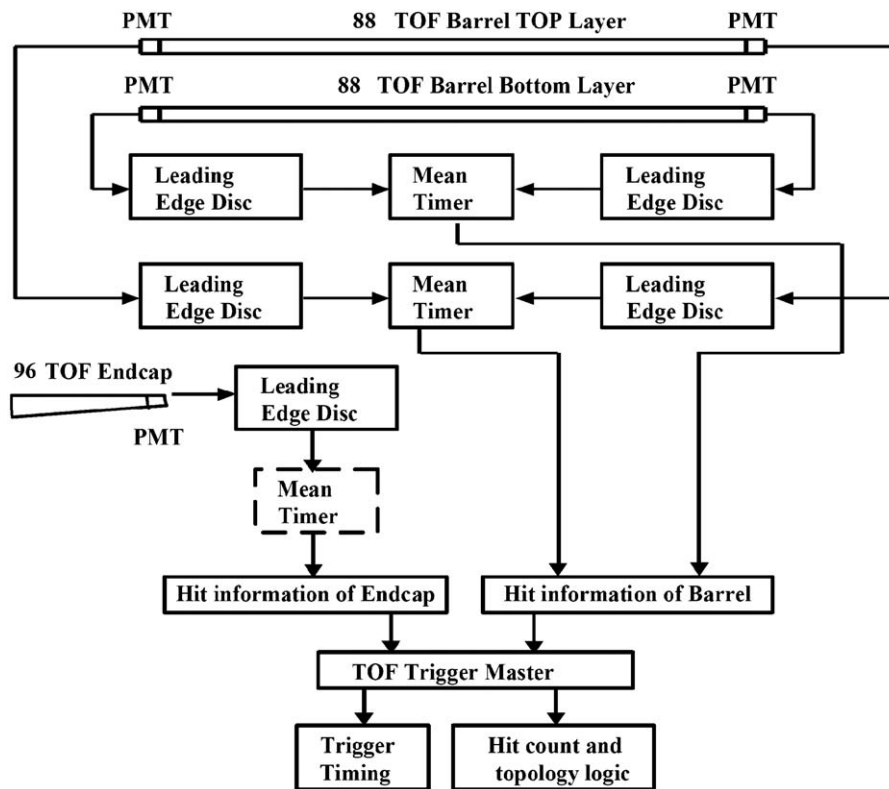 PMT 88 TOF Barrel TOP Layer PMT
PMT 88 TOF Barrel Bottom Layer PMT
Leading
Edge Disc
Mean
Timer
Leading
Edge Disc
Leading
Edge Disc
Mean
Timer
Leading
Edge Disc
96 TOF Endcap
PMT
Leading
Edge Disc
Mean
Timer
Hit information of Endcap
Hit information of Barrel
TOF Trigger Master
Trigger
Timing
Hit count and
topology logic